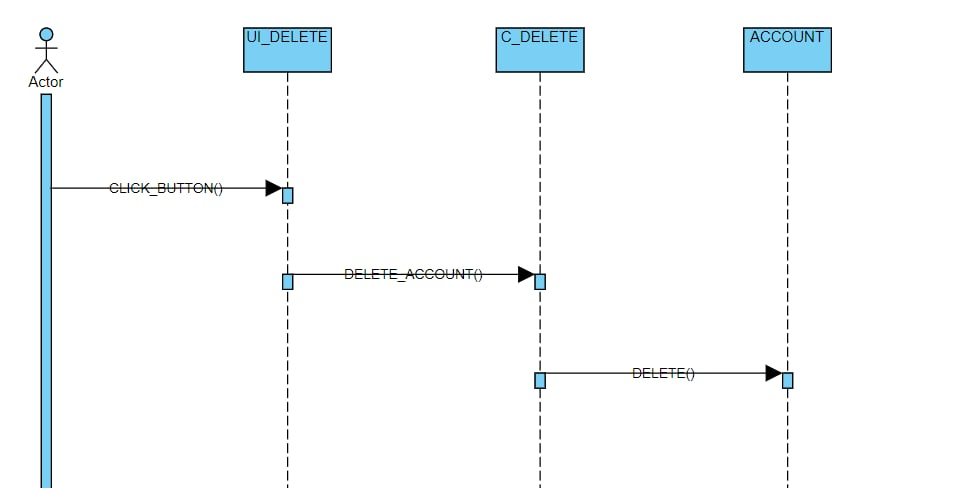 UI_DELETE
C_DELETE
ACCOUNT
Actor
CLICK_BUTTON()
DELETE_ACCOUNT()
DELETE()